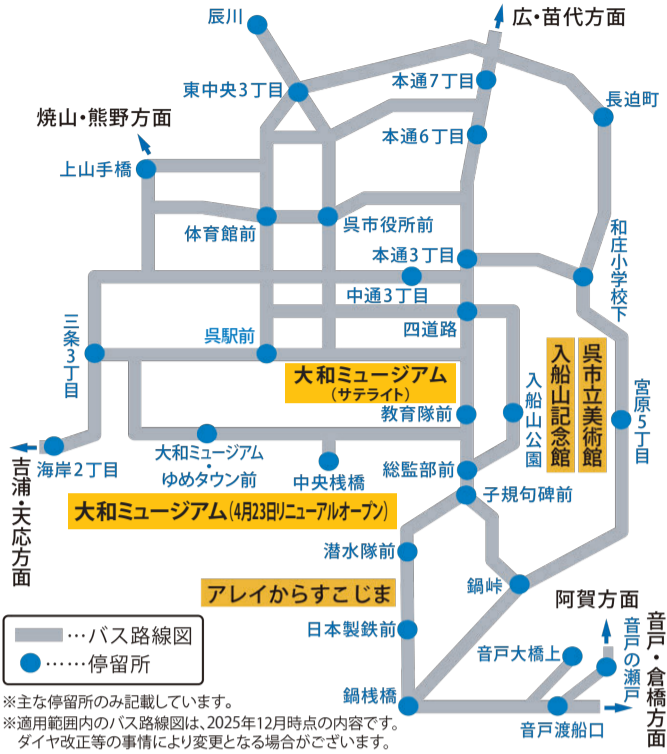 辰川
広・苗代方面
東中央3丁目
本通7丁目
長迫町
焼山・熊野方面
本通6丁目
上山手橋
体育館前
呉市役所前
和庄小学校下
本通3丁目
中通3丁目
三条3丁目
呉駅前
四道路
大和ミュージアム
(サテライト)
入船山記念館
呉市立美術館
教育隊前
入船山公園
宮原5丁目
海岸2丁目
大和ミュージアム
・
ゆめタウン前
中央桟橋
総監部前
吉浦・天応方面
大和ミュージアム(4月23日リニューアルオープン)
子規句碑前
潜水隊前
アレイからすこじま
鍋峠
阿賀方面
日本製鉄前
音戸大橋上
音戸の瀬戸
音戸・倉橋方面
鍋桟橋
音戸渡船口
…バス路線図
……停留所
※主な停留所のみ記載しています。
※適用範囲内のバス路線図は、2025年12月時点の内容です。
ダイヤ改正等の事情により変更となる場合がございます。